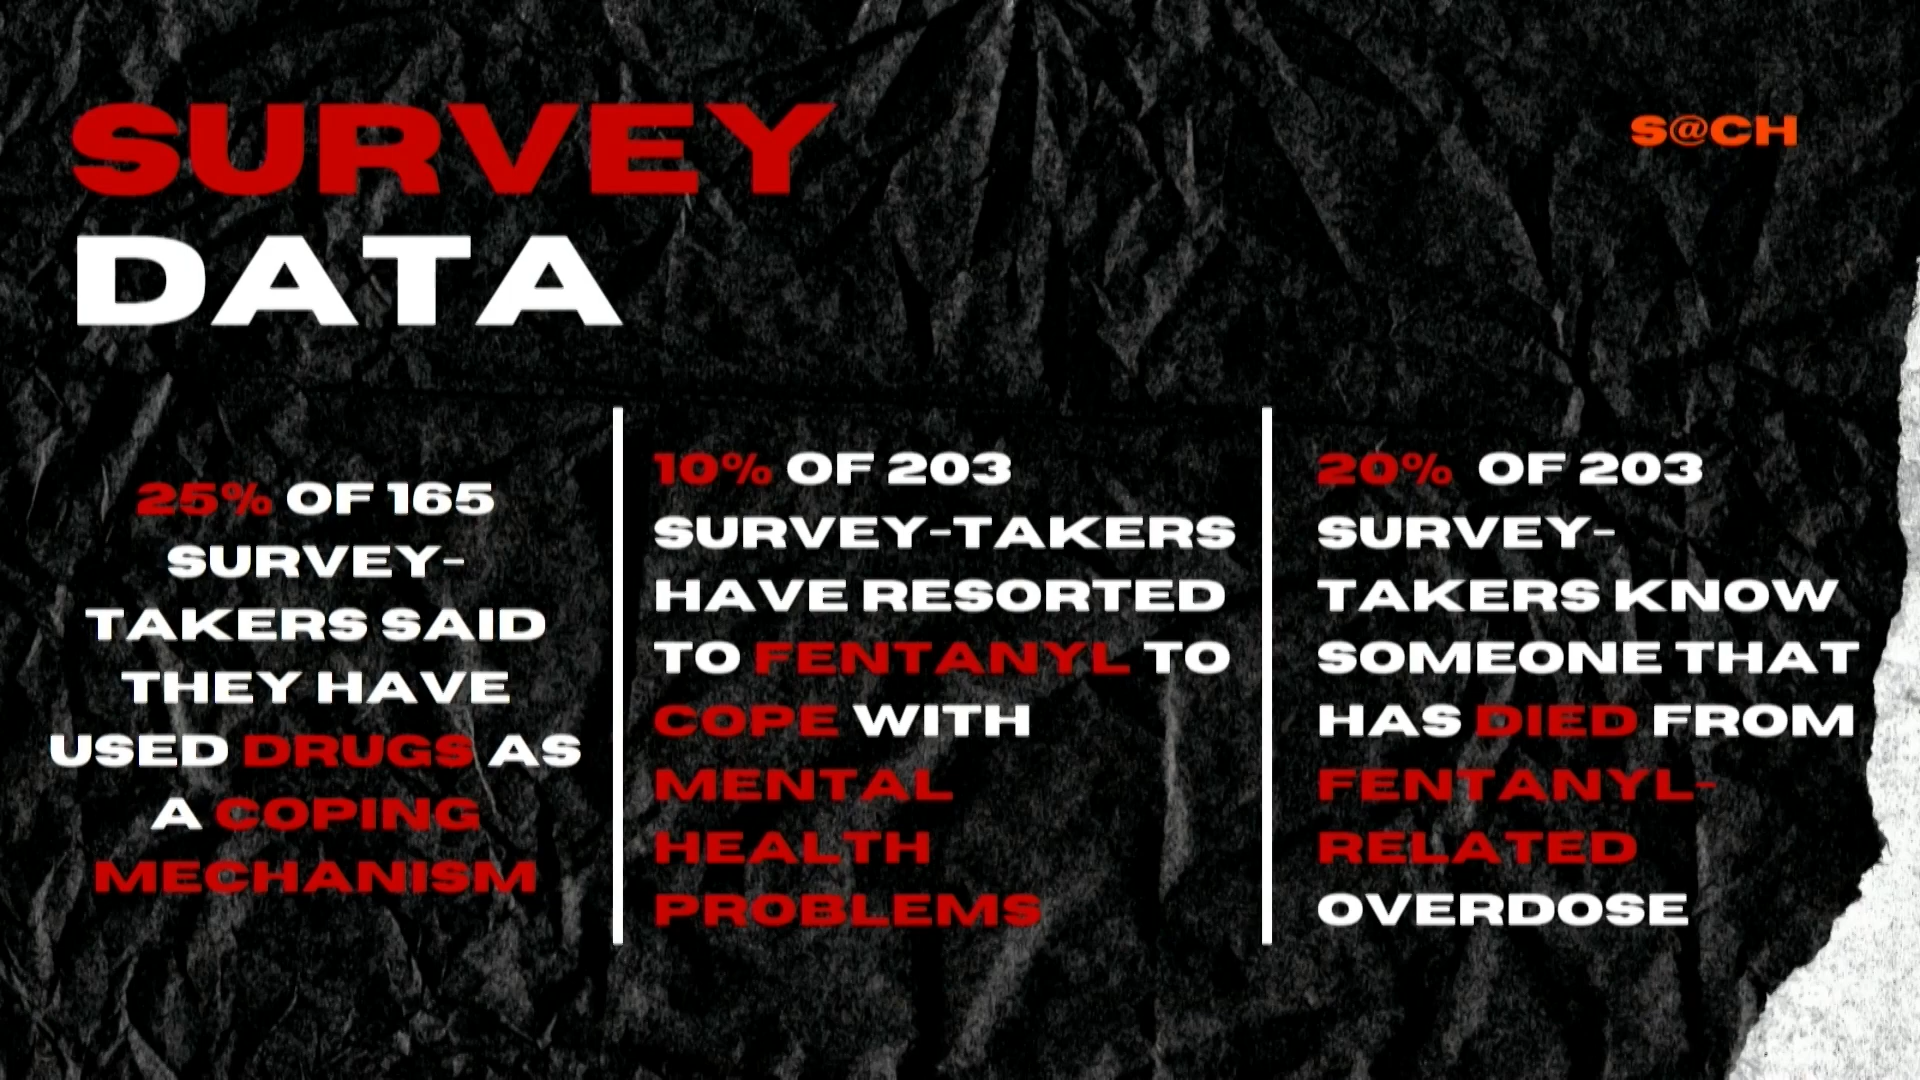 SURVEY
DATA
S@CH
25% OF 165
SURVEY-
TAKERS SAID
THEY HAVE
USED DRUGS AS
A COPING
MECHANISM
10% OF 203
SURVEY-TAKERS
HAVE RESORTED
TO FENTANYL TO
COPE WITH
MENTAL
HEALTH
PROBLEMS
20% OF 203
SURVEY-
TAKERS KNOW
SOMEONE THAT
HAS DIED FROM
FENTANYL-
RELATED
OVERDOSE